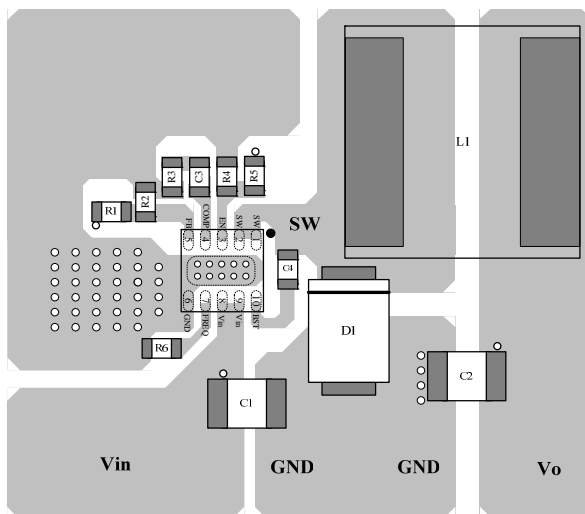 L1
R3
C3
R4
R5
R1
R2
SW
FB
COMP
EN
SW
SW
5
4
3
2
1
C4
6
7
8
9
10
GND
FREQ
Vin
Vin
BST
D1
R6
C1
C2
Vin
GND
GND
Vo